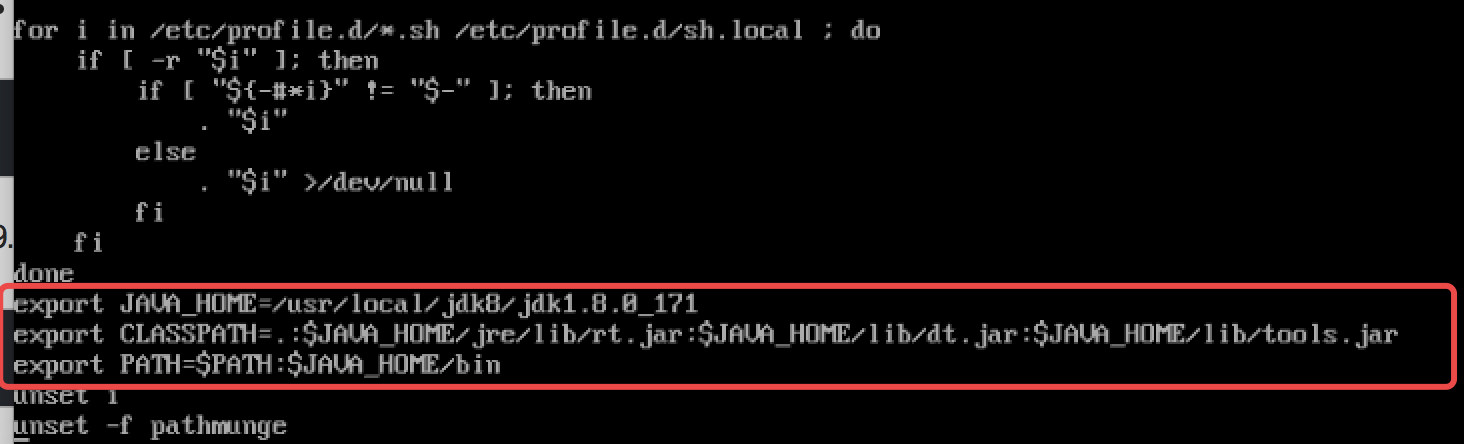 for i in /etc/profile.d/*.sh /etc/profile.d/sh.local ; do
    if [ -r "$i" ]; then
        if [ "${-#*i}" != "$-" ]; then
            . "$i"
        else
            . "$i" >/dev/null
        fi
9.
    fi
done
export JAVA_HOME=/usr/local/jdk8/jdk1.8.0_171
export CLASSPATH=.:$JAVA_HOME/jre/lib/rt.jar:$JAVA_HOME/lib/dt.jar:$JAVA_HOME/lib/tools.jar
export PATH=$PATH:$JAVA_HOME/bin
unset i
unset -f pathmunge